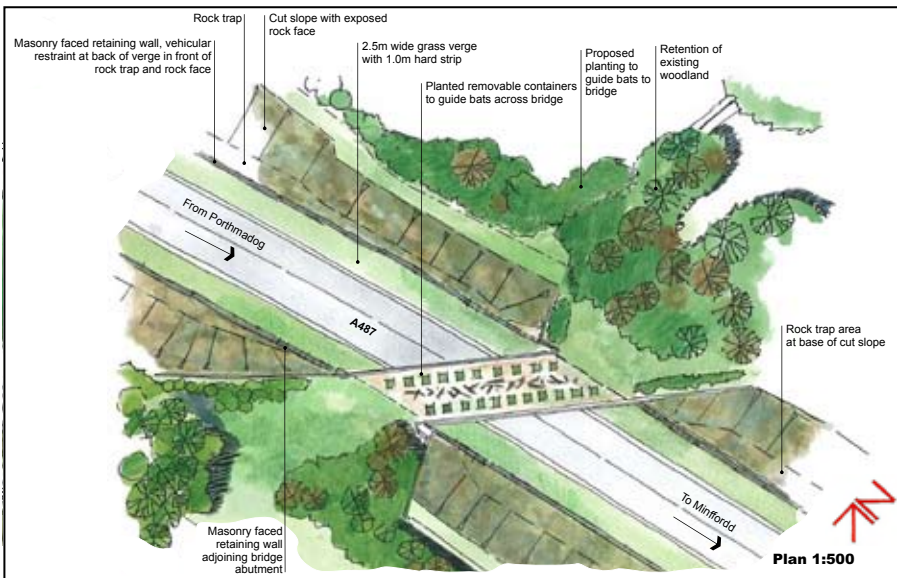 Rock trap
Cut slope with exposed
rock face
Masonry faced retaining wall, vehicular
restraint at back of verge in front of
rock trap and rock face
2.5m wide grass verge
with 1.0m hard strip
Planted removable containers
to guide bats across bridge
Proposed
planting to
guide bats to
bridge
Retention of
existing
woodland
From Porthmadog
A487
Rock trap area
at base of cut slope
To Minffordd
Masonry faced
retaining wall
adjoining bridge
abutment
N
Plan 1:500